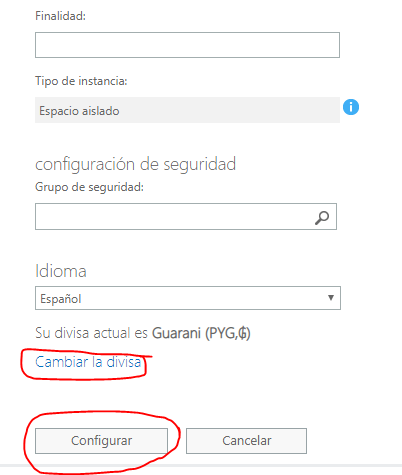 Finalidad:
Tipo de instancia:
Espacio aislado
configuración de seguridad
Grupo de seguridad:
Idioma
Español
Su divisa actual es Guarani (PYG,₲)
Cambiar la divisa
Configurar
Cancelar